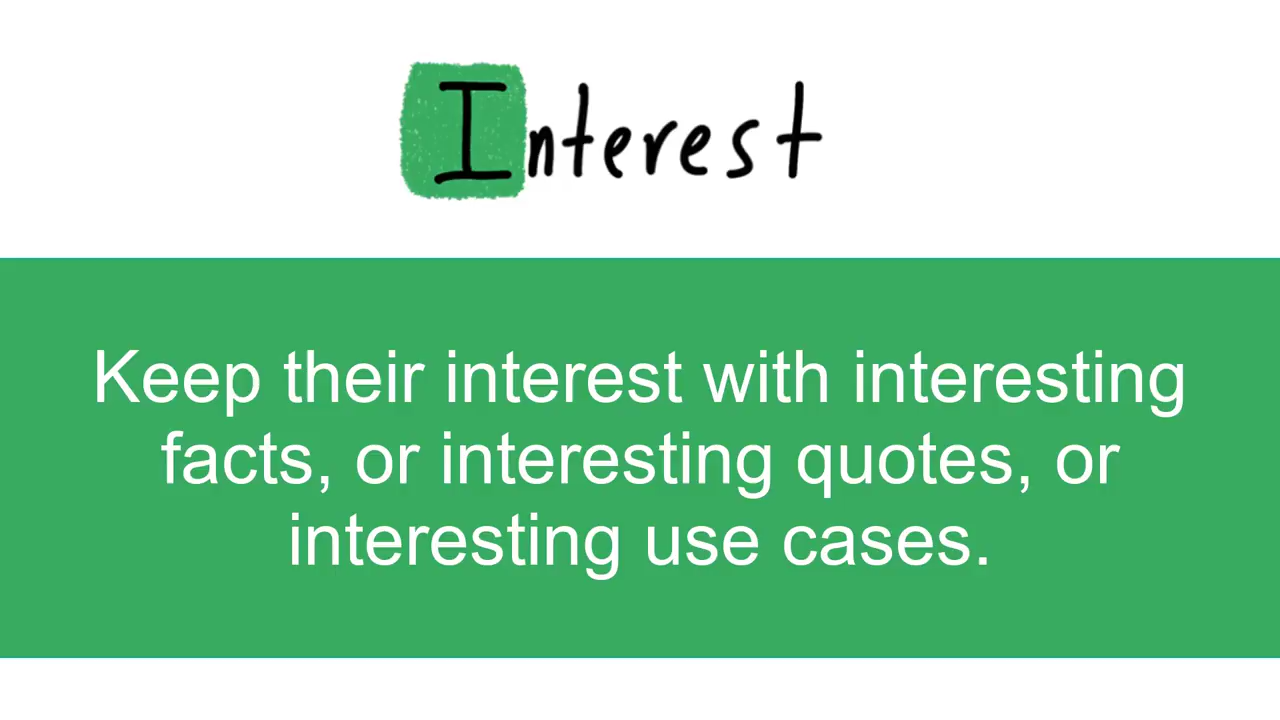 Interest
Keep their interest with interesting
facts, or interesting quotes, or
interesting use cases.